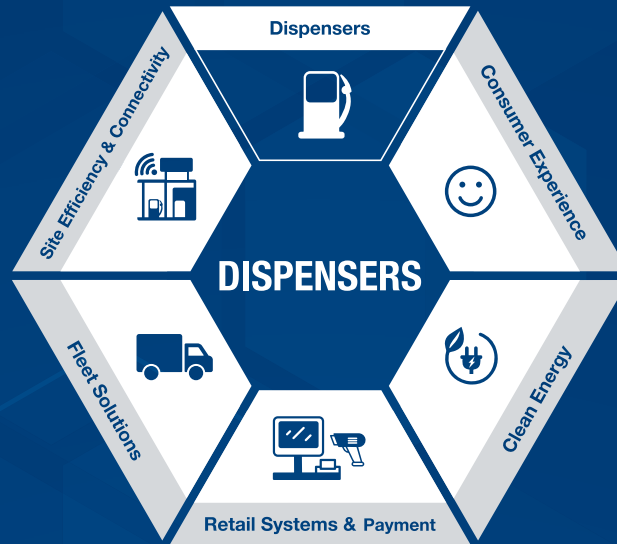 Dispensers
Site Efficiency & Connectivity
Consumer Experience
DISPENSERS
Fleet Solutions
Clean Energy
Retail Systems & Payment